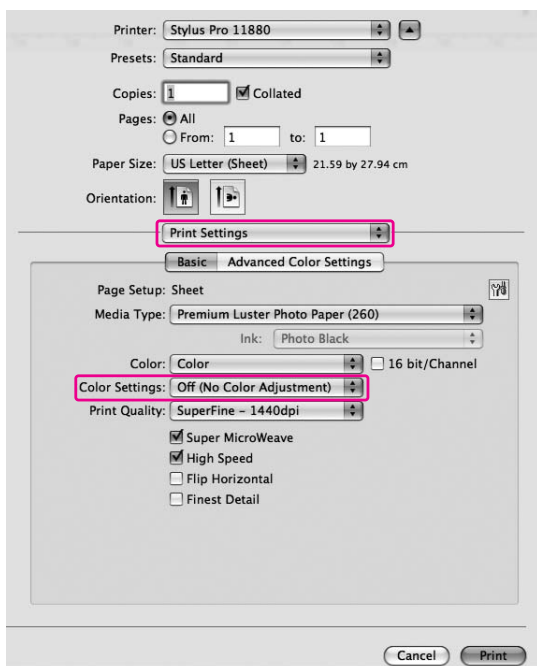 Printer: Stylus Pro 11880
Presets: Standard
Copies: 1 Collated
Pages: All
From: 1 to: 1
Paper Size: US Letter (Sheet) 21.59 by 27.94 cm
Orientation:
Print Settings
Basic Advanced Color Settings
Page Setup: Sheet
Media Type: Premium Luster Photo Paper (260)
Ink: Photo Black
Color: Color 16 bit/Channel
Color Settings: Off (No Color Adjustment)
Print Quality: SuperFine – 1440dpi
Super MicroWeave
High Speed
Flip Horizontal
Finest Detail
Cancel Print